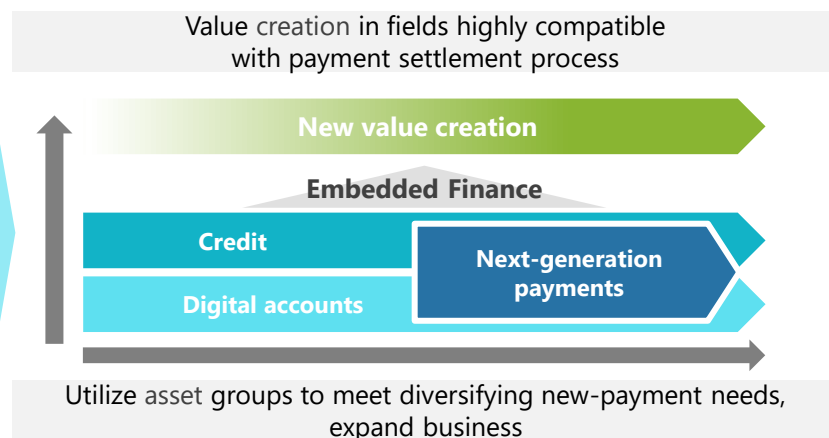 Value creation in fields highly compatible
with payment settlement process
New value creation
Embedded Finance
Credit
Next-generation
payments
Digital accounts
Utilize asset groups to meet diversifying new-payment needs,
expand business